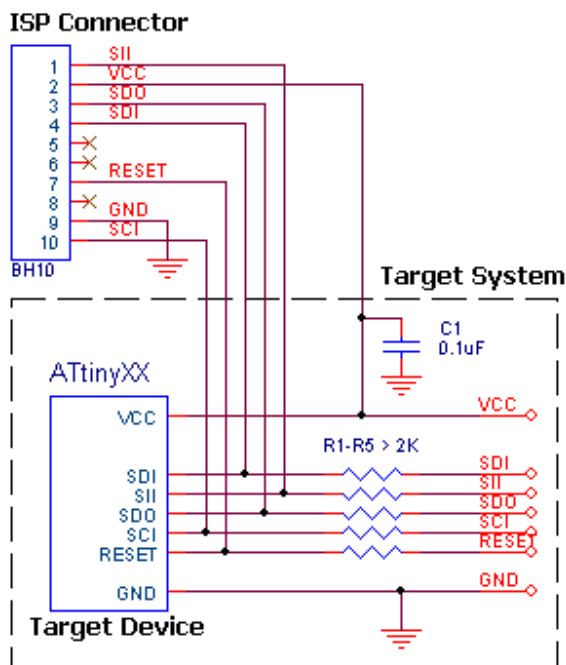 ISP Connector
1 SII
2 VCC
3 SDO
4 SDI
5
6
7 RESET
8
9 GND
10 SCI
BH10
Target System
C1
0.1uF
ATtinyXX
VCC VCC
R1-R5 > 2K
SDI SDI
SII SII
SDO SDO
SCI SCI
RESET RESET
GND GND
Target Device